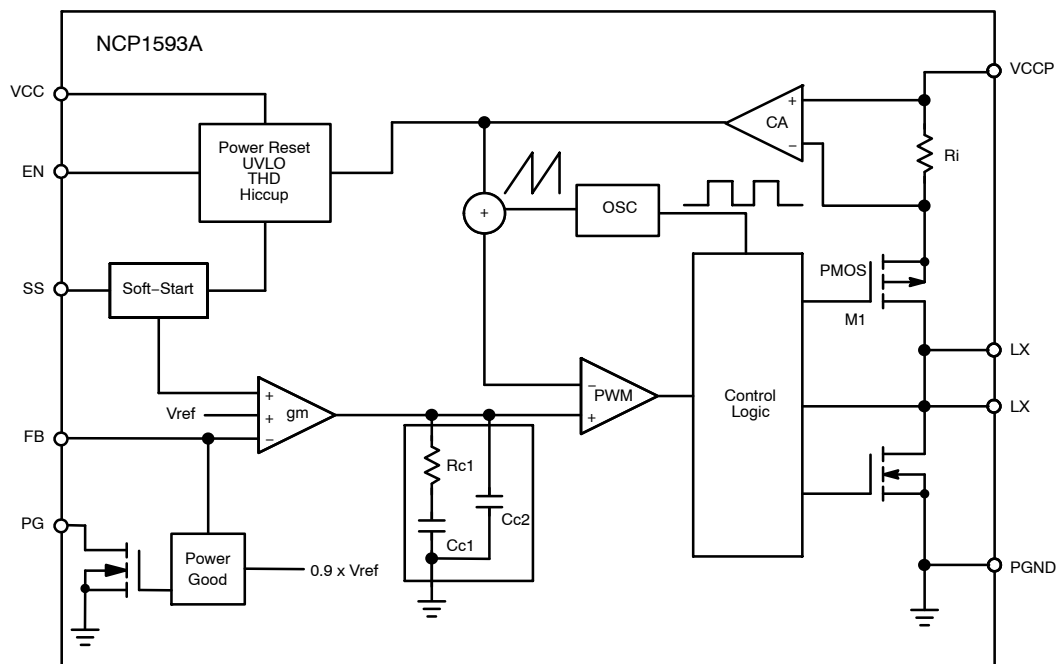 NCP1593A
VCCP
VCC
+
CA
−
Power Reset
UVLO
THD
Hiccup
Ri
EN
+
OSC
PMOS
SS
Soft−Start
M1
LX
−
PWM
+
Control
Logic
+
Vref
+
gm
−
LX
FB
Rc1
Cc2
Cc1
PG
Power
Good
0.9 x Vref
PGND